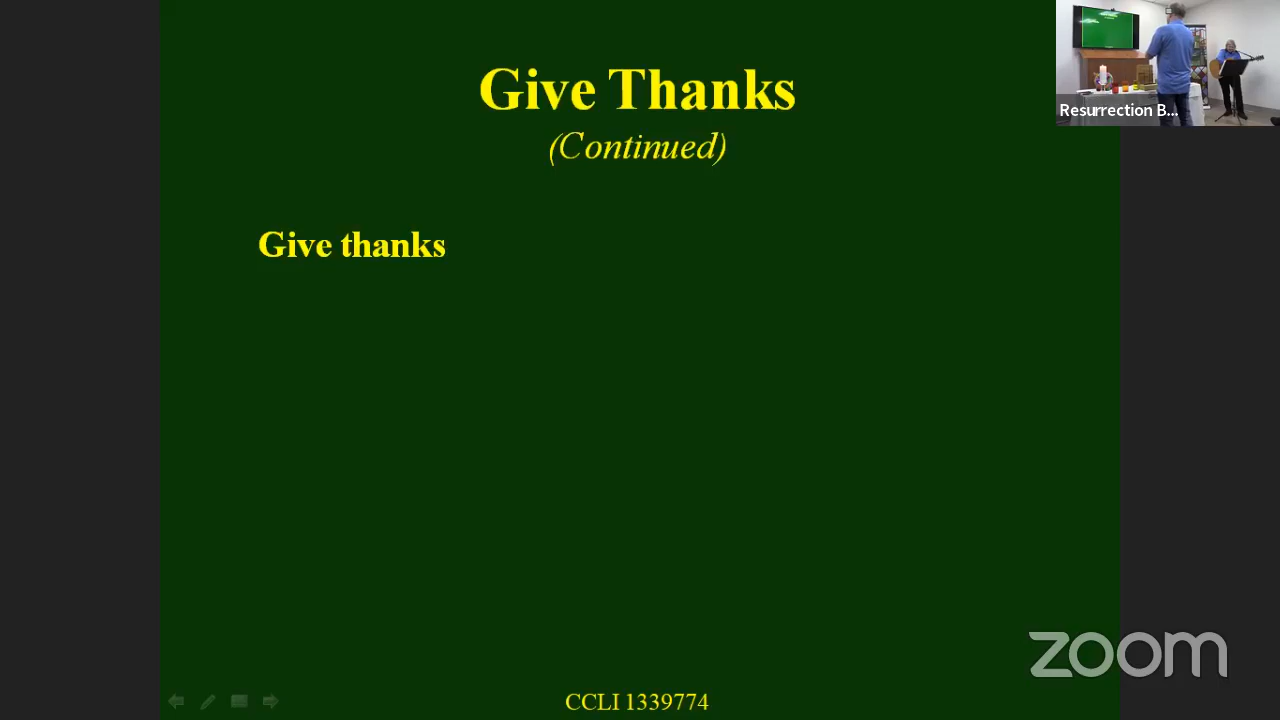 Give Thanks
(Continued)
Resurrection B...
Give thanks
zoom
CCLI 1339774